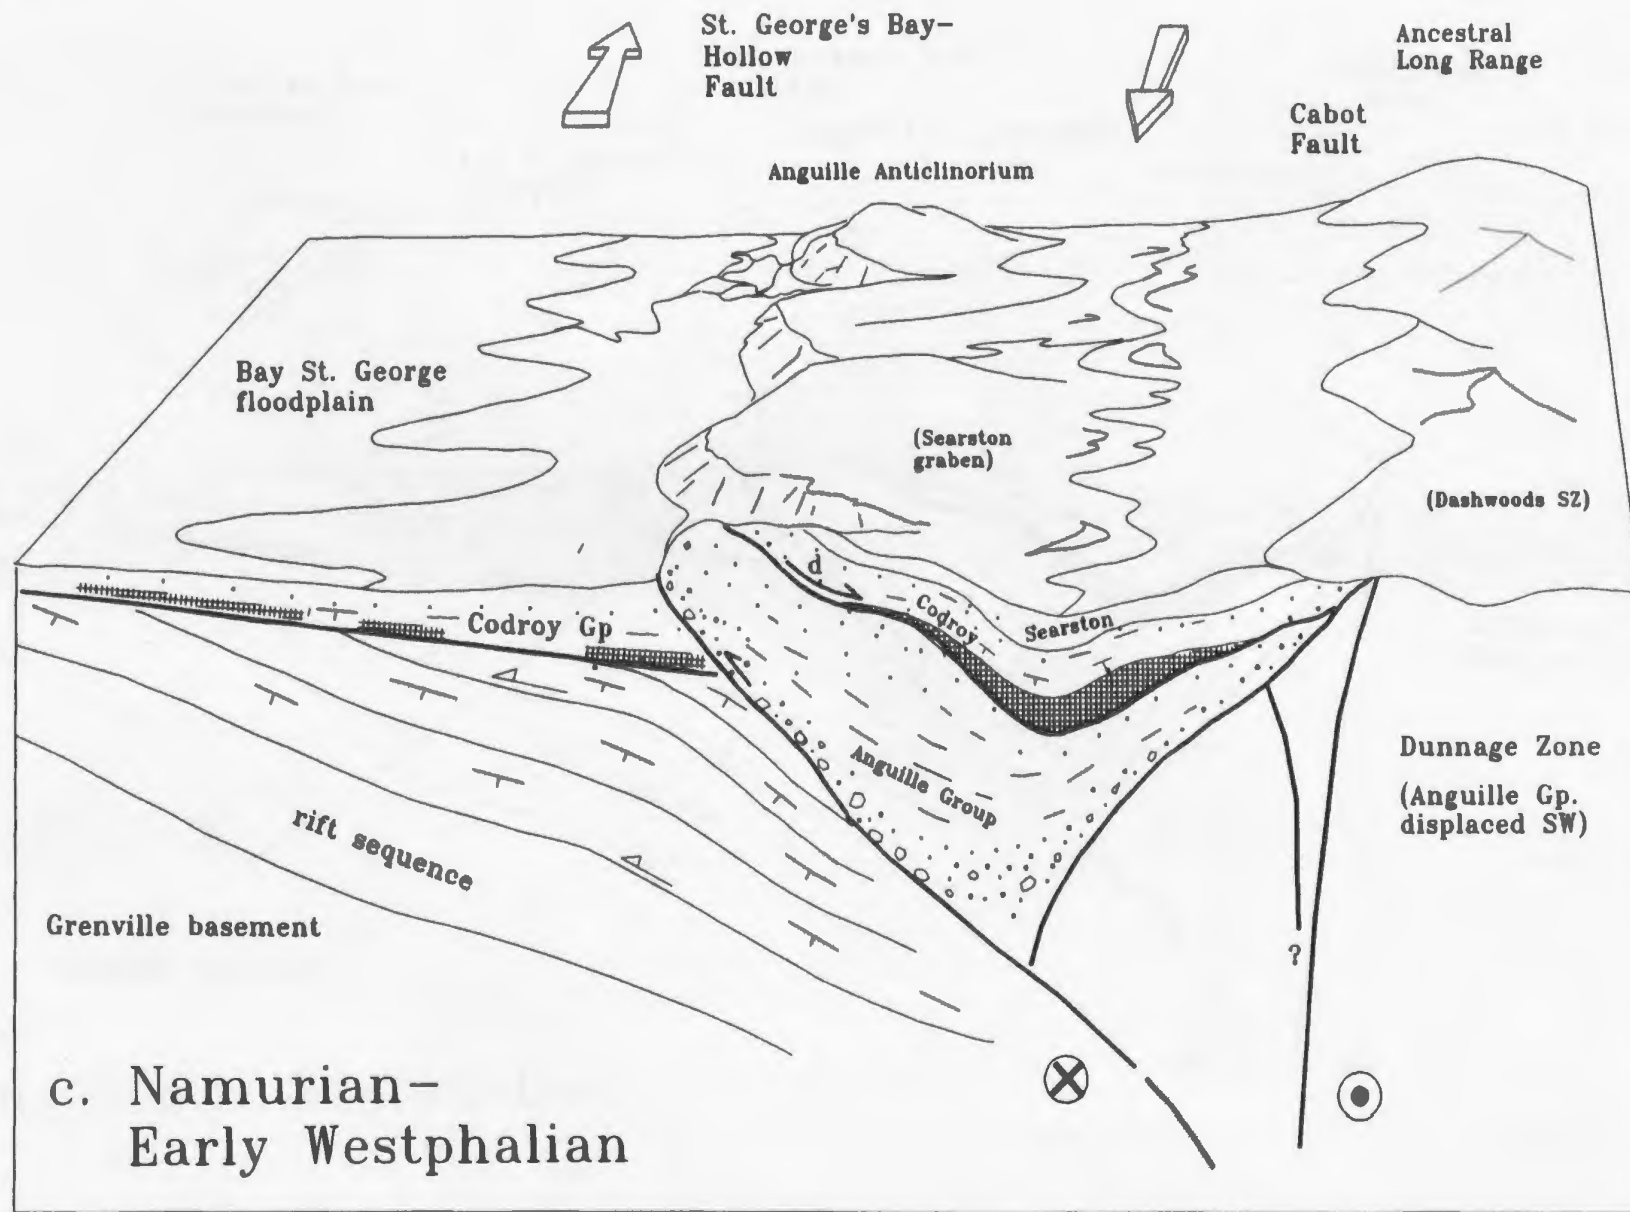 St. George's Bay-
Hollow
Fault
Ancestral
Long Range
Cabot
Fault
Anguille Anticlinorium
Bay St. George
floodplain
(Searston
graben)
(Dashwoods SZ)
d
Codroy
Searston
Codroy Gp
Anguille Group
Dunnage Zone
(Anguille Gp.
displaced SW)
rift sequence
Grenville basement
?
c. Namurian-
Early Westphalian